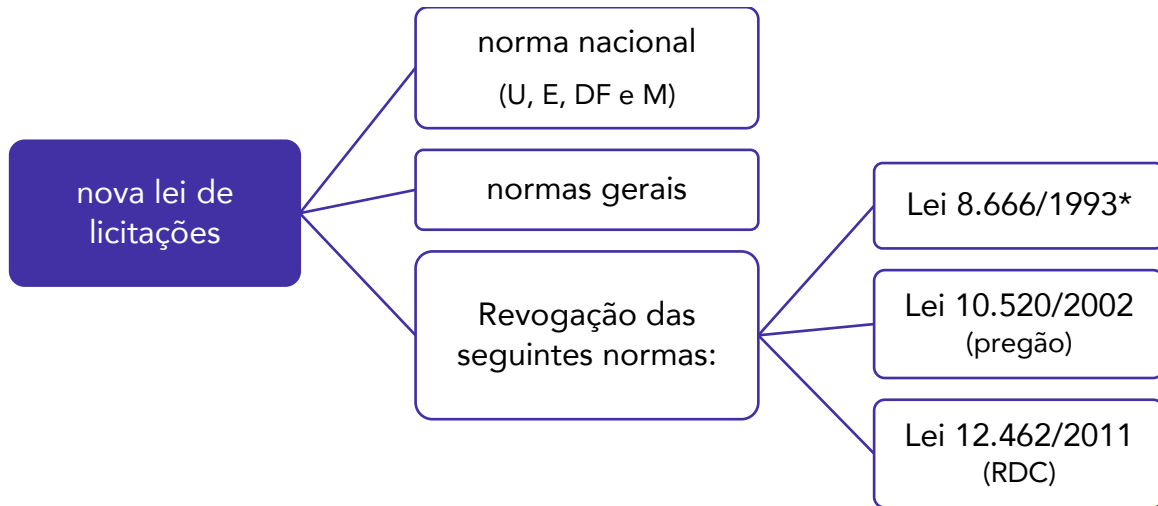 nova lei de
licitações
norma nacional
(U, E, DF e M)
normas gerais
Revogação das
seguintes normas:
Lei 8.666/1993*
Lei 10.520/2002
(pregão)
Lei 12.462/2011
(RDC)